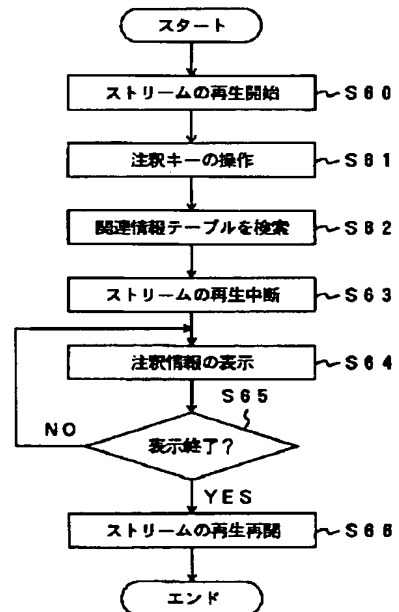 スタート
ストリームの再生開始 S60
注釈キーの操作 S61
関連情報テーブルを検索 S62
ストリームの再生中断 S63
注釈情報の表示 S64
S65
NO
表示終了?
YES
ストリームの再生再開 S66
エンド